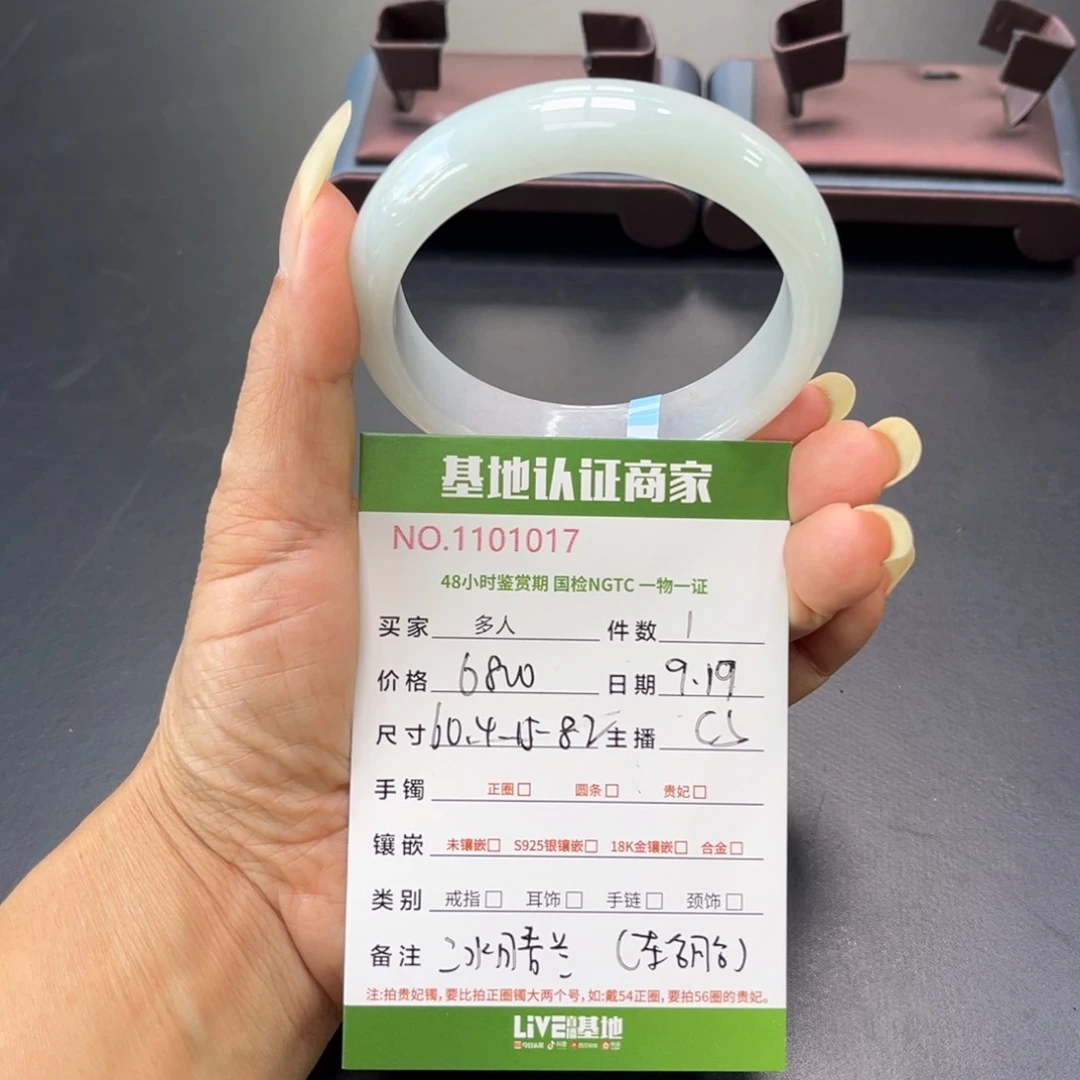 基地认证商家
NO.1101017
48小时鉴赏期 国检NGTC 一物一证
买家 多人 件数 1
价格 6800 日期 9.19
尺寸 60.4-15-8.2 主播
手镯 正圈□ 圆条□ 贵妃□
镶嵌 未镶嵌□ S925银镶嵌□ 18K金镶嵌□ 合金□
类别 戒指□ 耳饰□ 手链□ 颈饰□
备注 冰
注:拍贵妃镯,要比拍正圈镯大两个号,如:戴54正圈,要拍56圈的贵妃。
LIVE直播基地